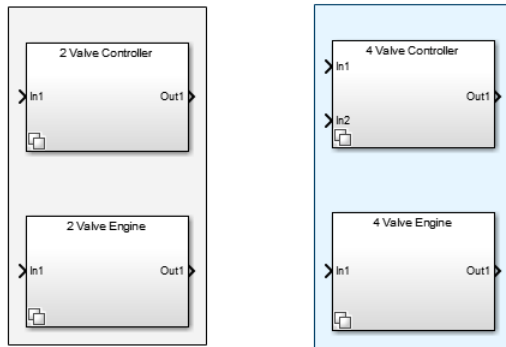 2 Valve Controller
In1
Out1
2 Valve Engine
In1
Out1
4 Valve Controller
In1
In2
Out1
4 Valve Engine
In1
Out1